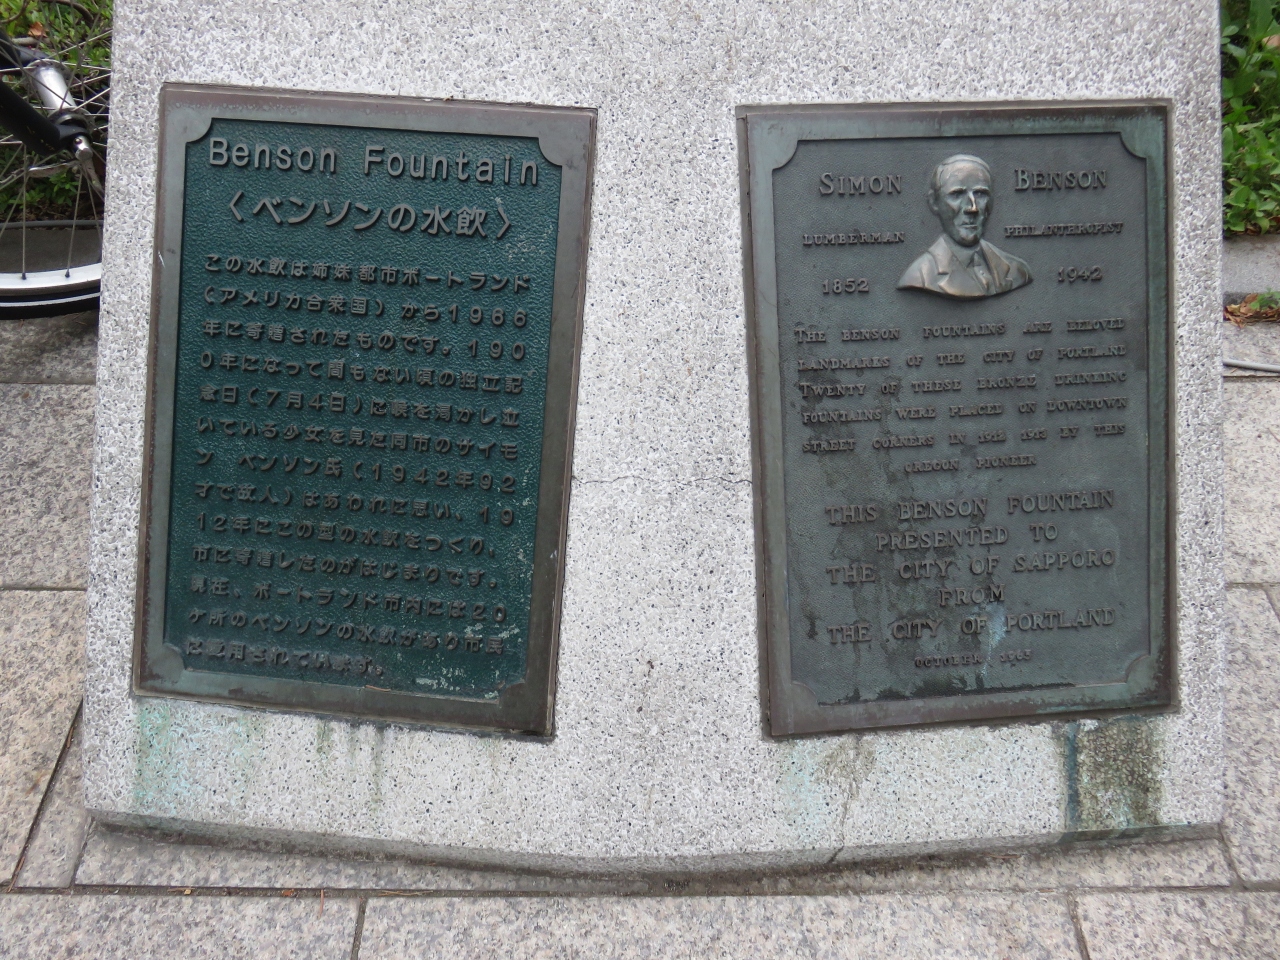 Benson Fountain
〈ベンソンの水飲〉
この水飲は姉妹都市ポートランド
(アメリカ合衆国)から1966
年に寄贈されたものです。190
0年になって間もない頃の独立記
念日(7月4日)に喉を渇かし立
いている少女を見た同市のサイモ
ン ベンソン氏(1942年92
才で故人)はあわれに思い、19
12年にこの型の水飲をつくり、
市に寄贈したのがはじまりです。
現在、ポートランド市内には20
ケ所のベンソンの水飲があり市民
に愛用されています。
SIMON BENSON
LUMBERMAN PHILANTHROPIST
1852 1942
THE BENSON FOUNTAINS ARE BELOVED
LANDMARKS OF THE CITY OF PORTLAND
TWENTY OF THESE BRONZE DRINKING
FOUNTAINS WERE PLACED ON DOWNTOWN
STREET CORNERS IN 1912 1913 BY THIS
OREGON PIONEER
THIS BENSON FOUNTAIN
PRESENTED TO
THE CITY OF SAPPORO
FROM
THE CITY OF PORTLAND
OCTOBER 1965